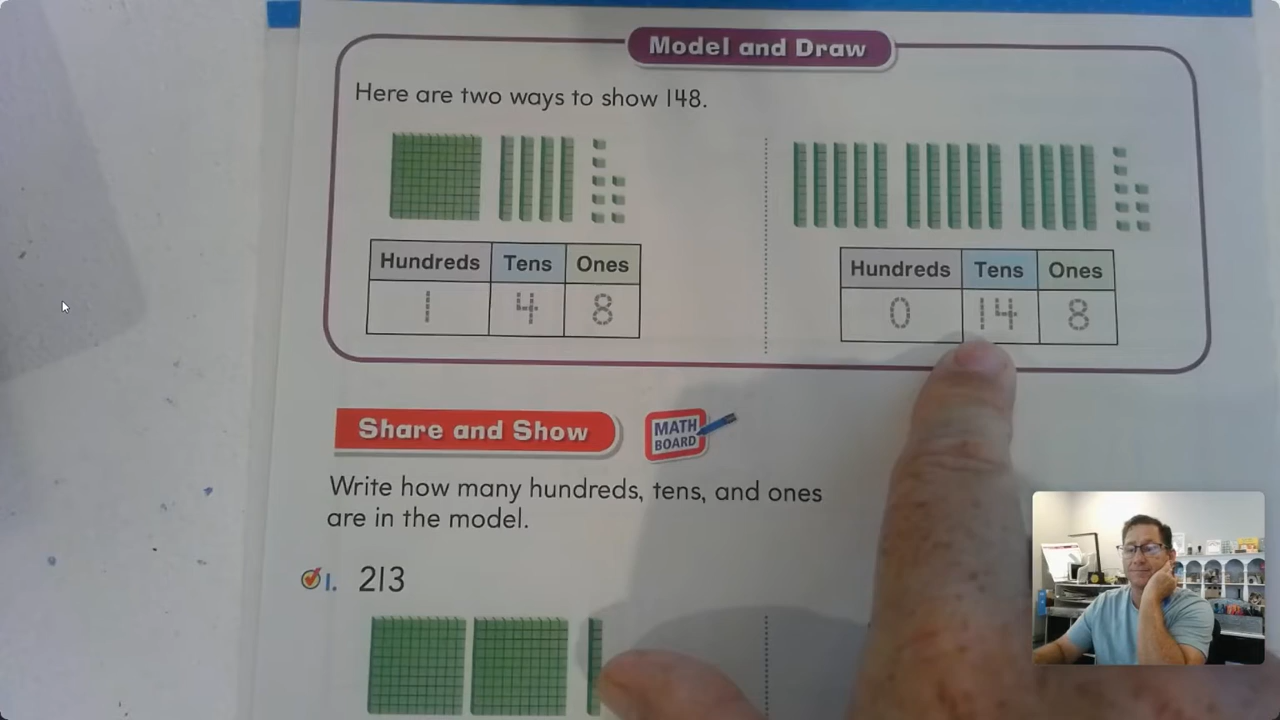 Model and Draw
Here are two ways to show 148.
Hundreds Tens Ones
1 4 8
Hundreds Tens Ones
0 14 8
Share and Show
MATH
BOARD
Write how many hundreds, tens, and ones
are in the model.
1. 213